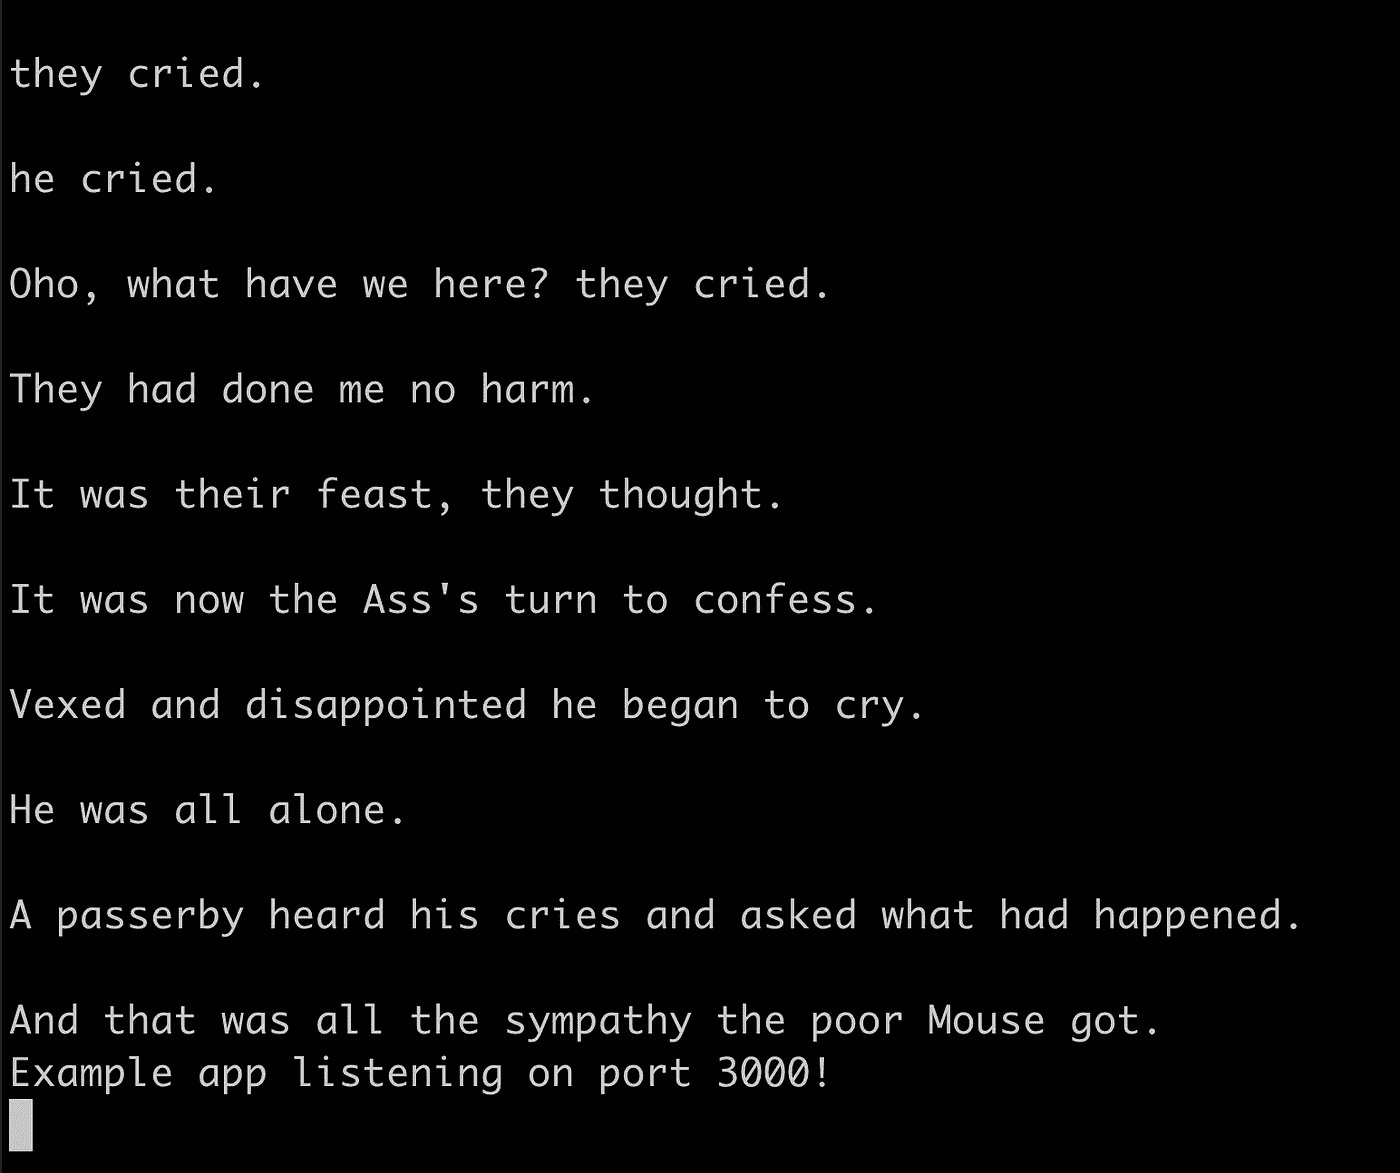 they cried.
he cried.
Oho, what have we here? they cried.
They had done me no harm.
It was their feast, they thought.
It was now the Ass's turn to confess.
Vexed and disappointed he began to cry.
He was all alone.
A passerby heard his cries and asked what had happened.
And that was all the sympathy the poor Mouse got.
Example app listening on port 3000!